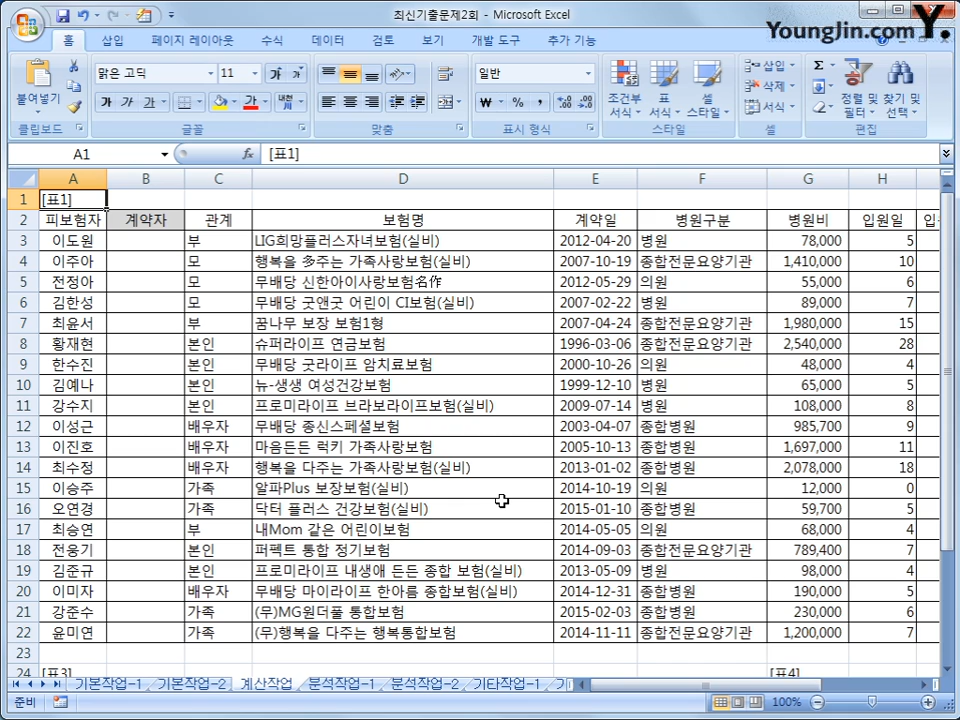 최신기출문제2회 - Microsoft Excel
YoungJin.com Y.
홈 삽입 페이지 레이아웃 수식 데이터 검토 보기 개발 도구 추가 기능
붙여넣기 맑은 고딕 11 가 가 일반 조건부 서식 표 서식 셀 스타일 삽입 삭제 서식 Σ 정렬 및 필터 찾기 및 선택
가 가 가 가 내천 ₩ % ,
클립보드 글꼴 맞춤 표시 형식 스타일 셀 편집
A1 fx [표1]
A B C D E F G H
1 [표1]
2 피보험자 계약자 관계 보험명 계약일 병원구분 병원비 입원일
3 이도원 부 LIG희망플러스자녀보험(실비) 2012-04-20 병원 78,000 5
4 이주아 모 행복을 多주는 가족사랑보험(실비) 2007-10-19 종합전문요양기관 1,410,000 10
5 전정아 모 무배당 신한아이사랑보험名作 2012-05-29 의원 55,000 6
6 김한성 모 무배당 굿앤굿 어린이 CI보험(실비) 2007-02-22 병원 89,000 7
7 최윤서 부 꿈나무 보장 보험1형 2007-04-24 종합전문요양기관 1,980,000 15
8 황재현 본인 슈퍼라이프 연금보험 1996-03-06 종합전문요양기관 2,540,000 28
9 한수진 본인 무배당 굿라이프 암치료보험 2000-10-26 의원 48,000 4
10 김예나 본인 뉴-생생 여성건강보험 1999-12-10 병원 65,000 5
11 강수지 본인 프로미라이프 브라보라이프보험(실비) 2009-07-14 병원 108,000 8
12 이성근 배우자 무배당 종신스페셜보험 2003-04-07 종합병원 985,700 9
13 이진호 배우자 마음든든 럭키 가족사랑보험 2005-10-13 종합병원 1,697,000 11
14 최수정 배우자 행복을 다주는 가족사랑보험(실비) 2013-01-02 종합병원 2,078,000 18
15 이승주 가족 알파Plus 보장보험(실비) 2014-10-19 의원 12,000 0
16 오연경 가족 닥터 플러스 건강보험(실비) 2015-01-10 종합병원 59,700 5
17 최승연 부 내Mom 같은 어린이보험 2014-05-05 의원 68,000 4
18 전웅기 본인 퍼펙트 통합 정기보험 2014-09-03 종합전문요양기관 789,400 7
19 김준규 본인 프로미라이프 내생애 든든 종합 보험(실비) 2013-05-09 병원 98,000 4
20 이미자 배우자 무배당 마이라이프 한아름 종합보험(실비) 2014-12-31 종합병원 190,000 5
21 강준수 가족 (무)MG원더풀 통합보험 2015-02-03 종합병원 230,000 6
22 윤미연 가족 (무)행복을 다주는 행복통합보험 2014-11-11 종합전문요양기관 1,200,000 7
23
24 [표3] [표4]
기본작업-1 기본작업-2 계산작업 분석작업-1 분석작업-2 기타작업-1
준비 100%